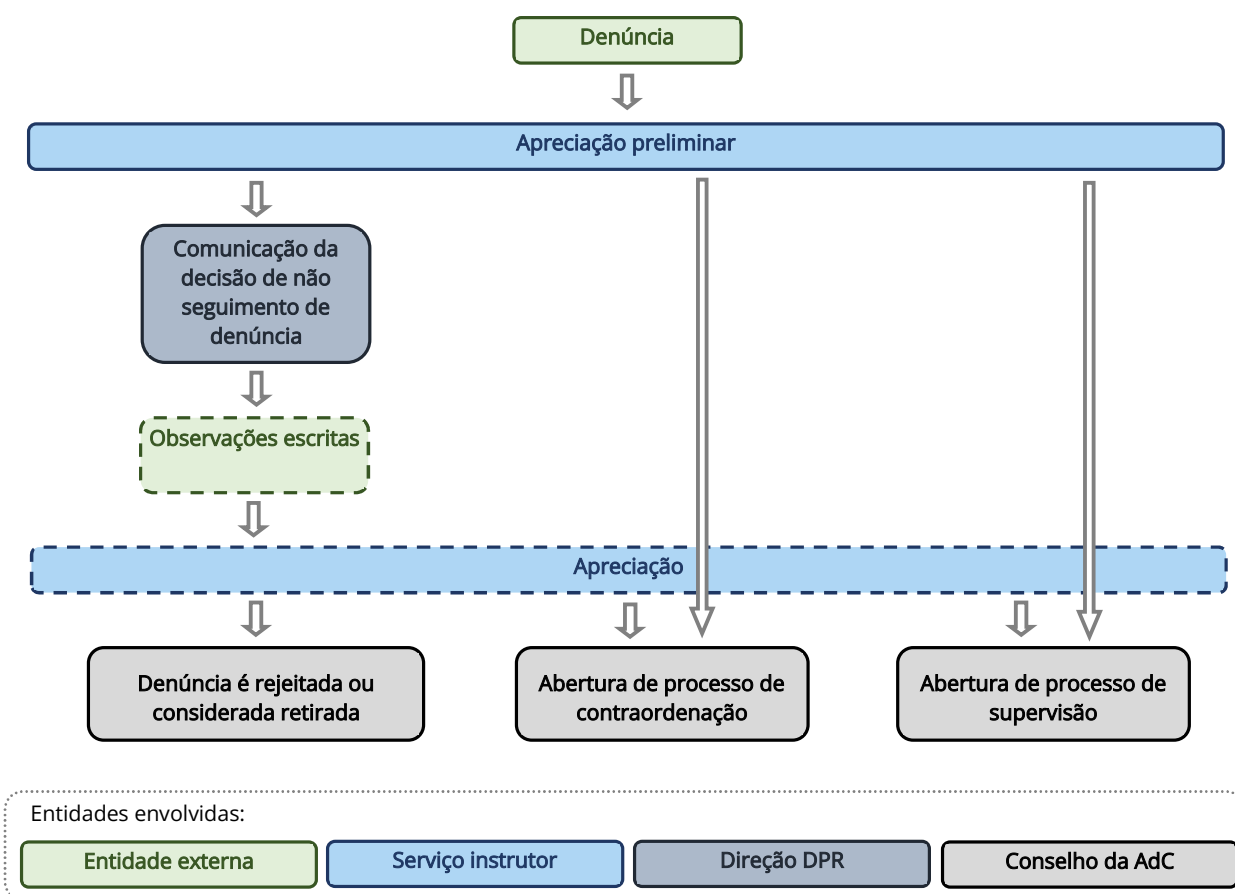 Denúncia
Apreciação preliminar
Comunicação da
decisão de não
seguimento de
denúncia
Observações escritas
Apreciação
Denúncia é rejeitada ou
considerada retirada
Abertura de processo de
contraordenação
Abertura de processo de
supervisão
Entidades envolvidas:
Entidade externa
Serviço instrutor
Direção DPR
Conselho da AdC